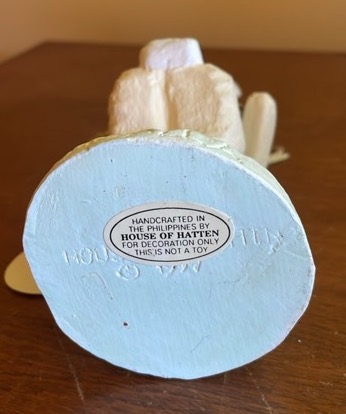 HANDCRAFTED IN
THE PHILIPPINES BY
HOUSE OF HATTEN
FOR DECORATION ONLY
THIS IS NOT A TOY
©